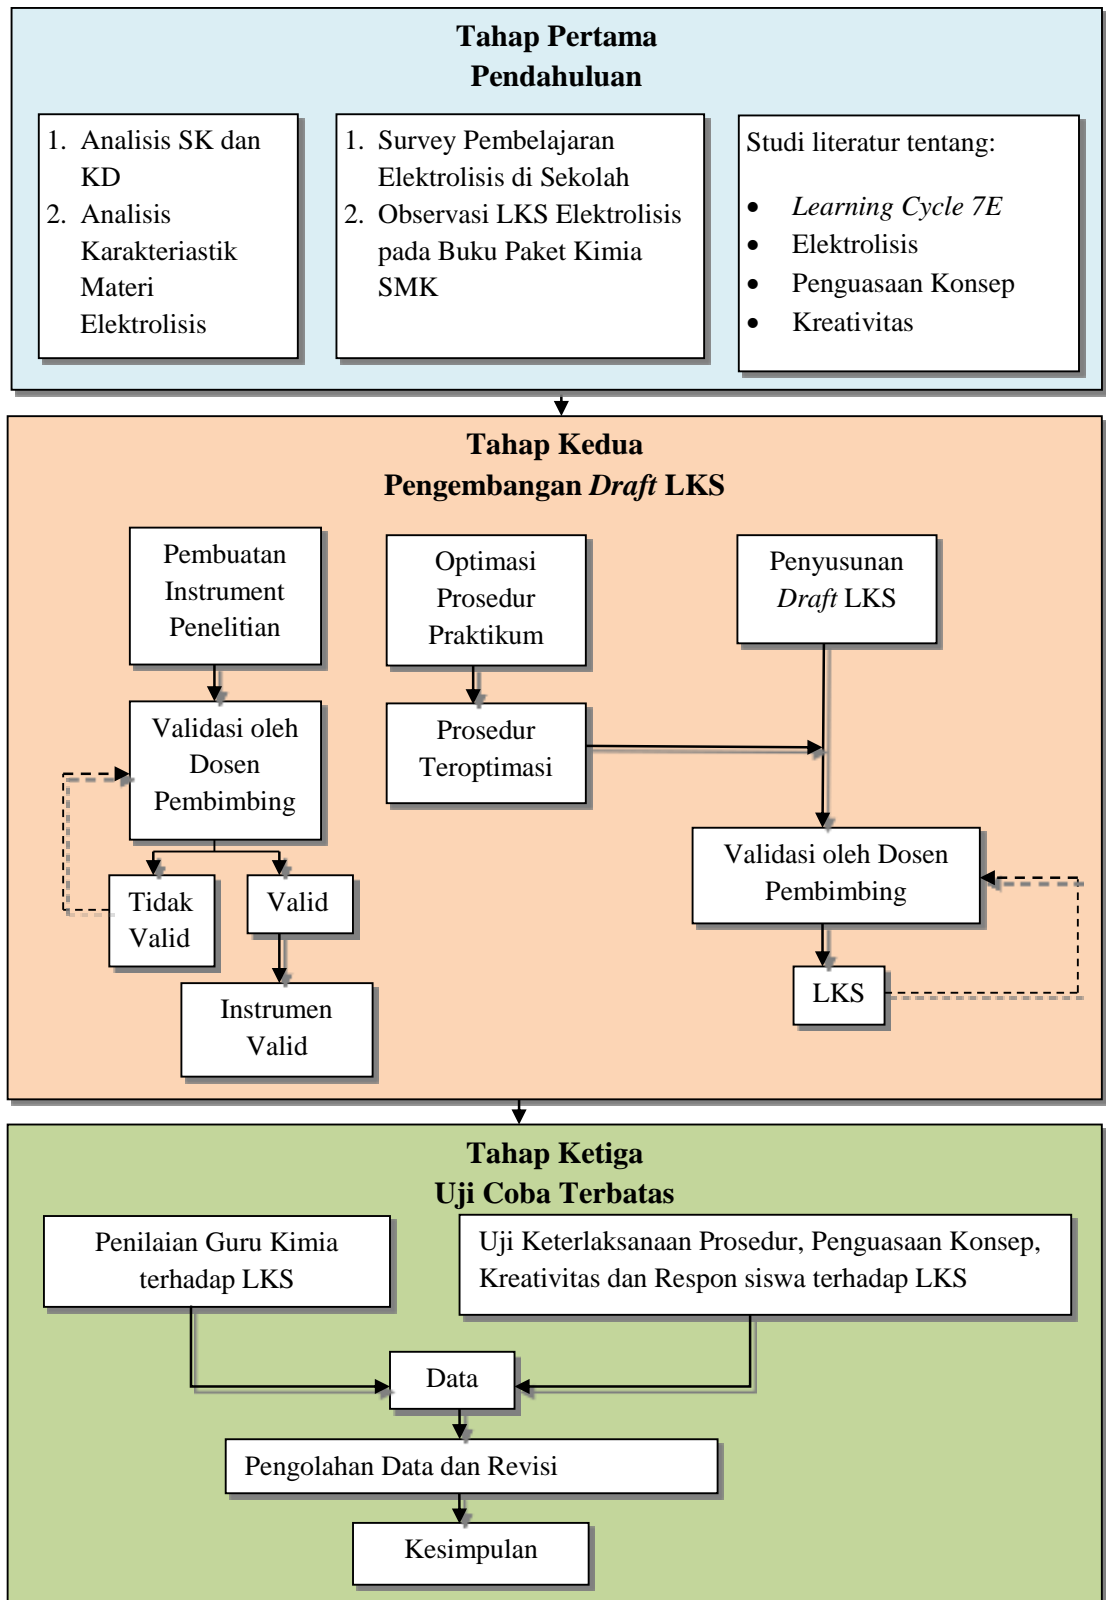 Tahap Pertama
Pendahuluan
1. Analisis SK dan
KD
2. Analisis
Karakteriastik
Materi
Elektrolisis
1. Survey Pembelajaran
Elektrolisis di Sekolah
2. Observasi LKS Elektrolisis
pada Buku Paket Kimia
SMK
Studi literatur tentang:
• Learning Cycle 7E
• Elektrolisis
• Penguasaan Konsep
• Kreativitas
Tahap Kedua
Pengembangan Draft LKS
Pembuatan
Instrument
Penelitian
Optimasi
Prosedur
Praktikum
Penyusunan
Draft LKS
Validasi oleh
Dosen
Pembimbing
Prosedur
Teroptimasi
Validasi oleh Dosen
Pembimbing
Tidak
Valid
Valid
Instrumen
Valid
LKS
Tahap Ketiga
Uji Coba Terbatas
Penilaian Guru Kimia
terhadap LKS
Uji Keterlaksanaan Prosedur, Penguasaan Konsep,
Kreativitas dan Respon siswa terhadap LKS
Data
Pengolahan Data dan Revisi
Kesimpulan